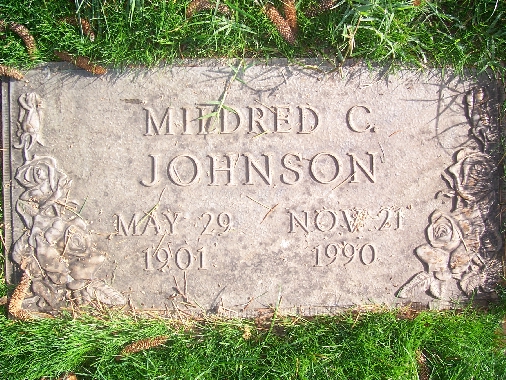 MILDRED C.
JOHNSON
MAY 29 NOV. 21
1901 1990